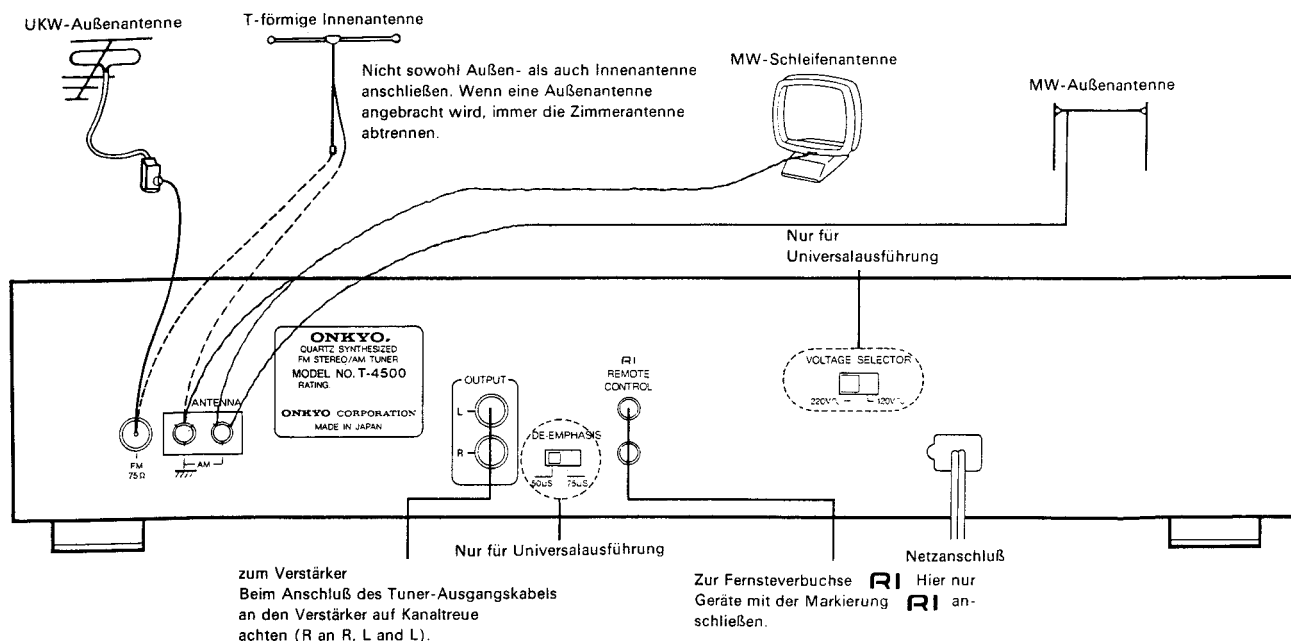 UKW-Außenantenne
T-förmige Innenantenne
Nicht sowohl Außen- als auch Innenantenne
anschließen. Wenn eine Außenantenne
angebracht wird, immer die Zimmerantenne
abtrennen.
MW-Schleifenantenne
MW-Außenantenne
Nur für
Universalausführung
ONKYO.
QUARTZ SYNTHESIZED
FM STEREO/AM TUNER
MODEL NO. T-4500
RATING:
ONKYO CORPORATION
MADE IN JAPAN
ANTENNA
FM
75Ω
AM
OUTPUT
L
R
DE-EMPHASIS
50µS 75µS
RI
REMOTE
CONTROL
VOLTAGE SELECTOR
220V 120V
Nur für Universalausführung
Netzanschluß
zum Verstärker
Beim Anschluß des Tuner-Ausgangskabels
an den Verstärker auf Kanaltreue
achten (R an R, L and L).
Zur Fernsteverbuchse RI Hier nur
Geräte mit der Markierung RI an-
schließen.